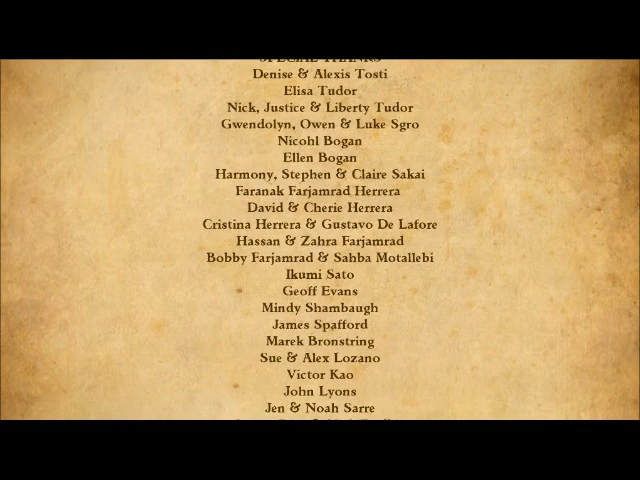 SPECIAL THANKS
Denise & Alexis Tosti
Elisa Tudor
Nick, Justice & Liberty Tudor
Gwendolyn, Owen & Luke Sgro
Nicohl Bogan
Ellen Bogan
Harmony, Stephen & Claire Sakai
Faranak Farjamrad Herrera
David & Cherie Herrera
Cristina Herrera & Gustavo De Lafore
Hassan & Zahra Farjamrad
Bobby Farjamrad & Sahba Motallebi
Ikumi Sato
Geoff Evans
Mindy Shambaugh
James Spafford
Marek Bronstring
Sue & Alex Lozano
Victor Kao
John Lyons
Jen & Noah Sarre